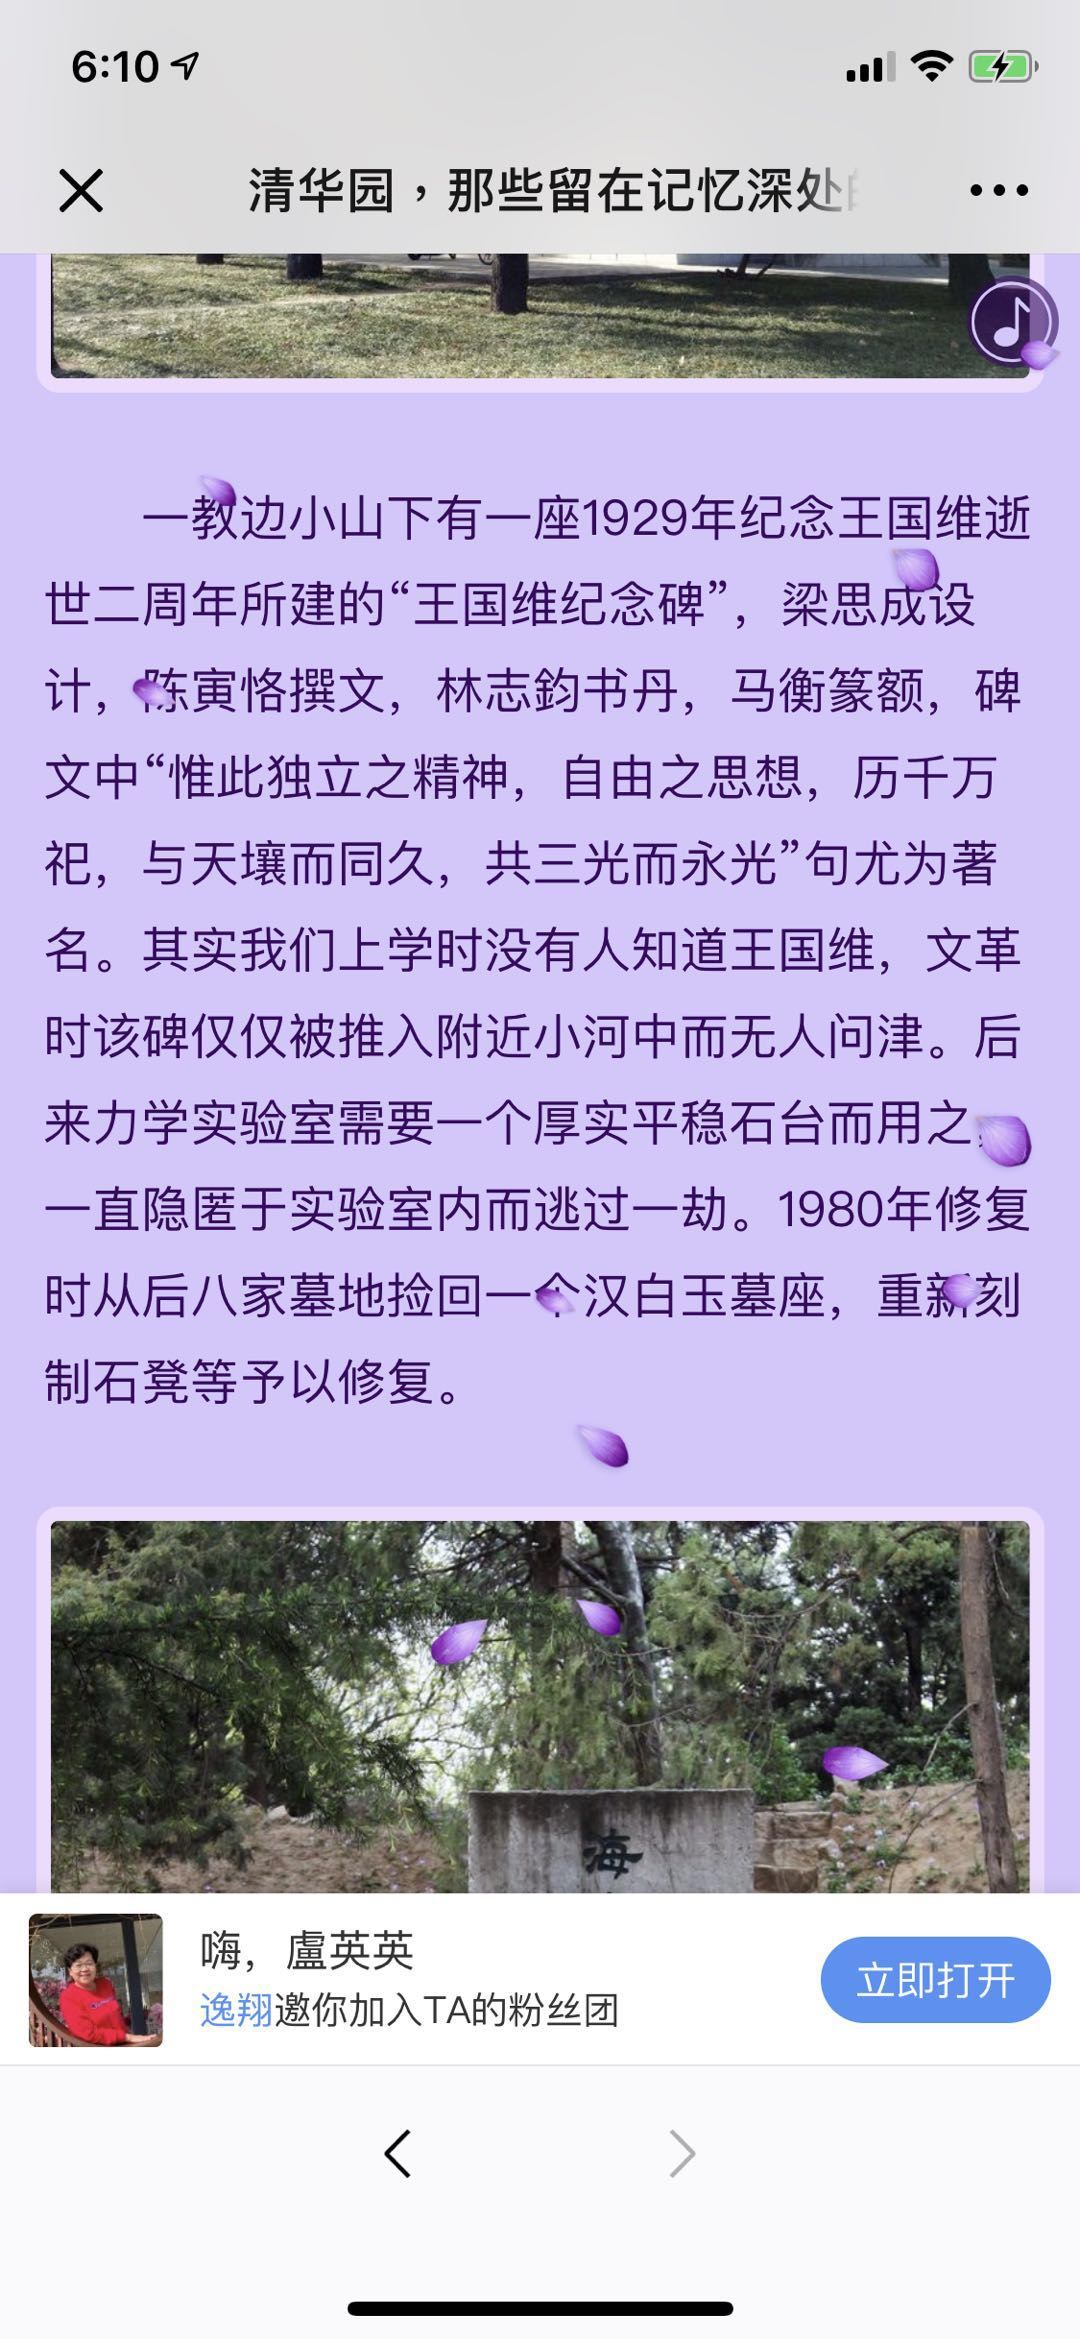 6:10
清华园，那些留在记忆深处
一教边小山下有一座1929年纪念王国维逝
世二周年所建的“王国维纪念碑”，梁思成设
计，陈寅恪撰文，林志鈞书丹，马衡篆额，碑
文中“惟此独立之精神，自由之思想，历千万
祀，与天壤而同久，共三光而永光”句尤为著
名。其实我们上学时没有人知道王国维，文革
时该碑仅仅被推入附近小河中而无人问津。后
来力学实验室需要一个厚实平稳石台而用之，
一直隐匿于实验室内而逃过一劫。1980年修复
时从后八家墓地捡回一个汉白玉墓座，重新刻
制石凳等予以修复。
海
嗨，盧英英
逸翔邀你加入TA的粉丝团
立即打开